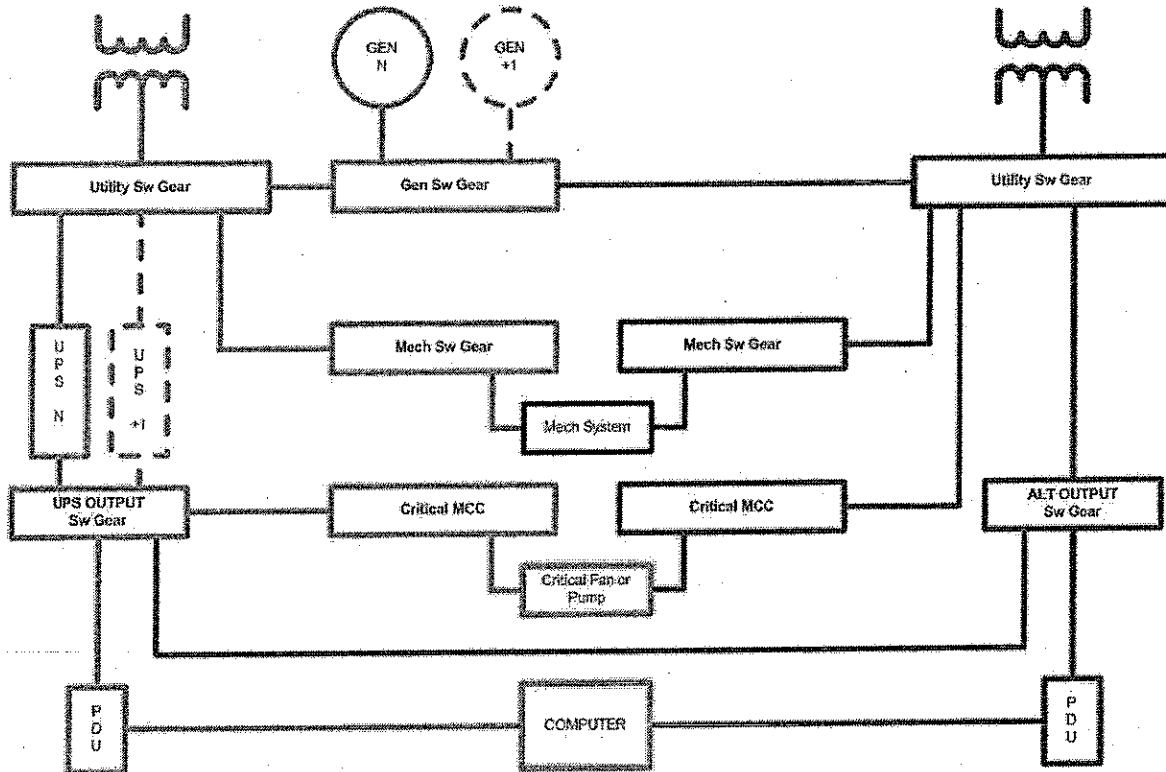 GEN
N
GEN
+1
Utility Sw Gear
Gen Sw Gear
Utility Sw Gear
U
P
S
N
U
P
S
+1
Mech Sw Gear
Mech Sw Gear
Mech System
UPS OUTPUT
Sw Gear
Critical MCC
Critical MCC
ALT OUTPUT
Sw Gear
Critical Fan or
Pump
P
D
U
COMPUTER
P
D
U